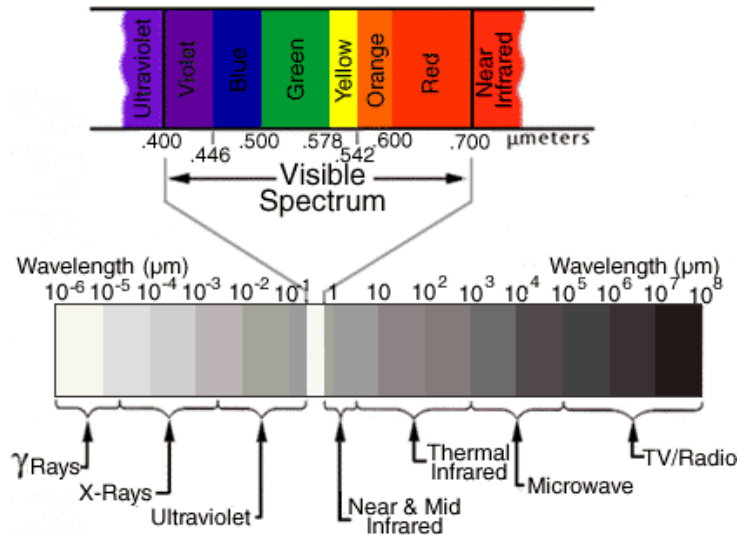 Ultraviolet
Violet
Blue
Green
Yellow
Orange
Red
Near
Infrared
.400 .446 .500 .578 .542 .600 .700 µmeters
Visible
Spectrum
Wavelength (µm) Wavelength (µm)
10⁻⁶ 10⁻⁵ 10⁻⁴ 10⁻³ 10⁻² 10⁻¹ 1 10 10² 10³ 10⁴ 10⁵ 10⁶ 10⁷ 10⁸
γ Rays
X-Rays
Ultraviolet
Near & Mid
Infrared
Thermal
Infrared
Microwave
TV/Radio